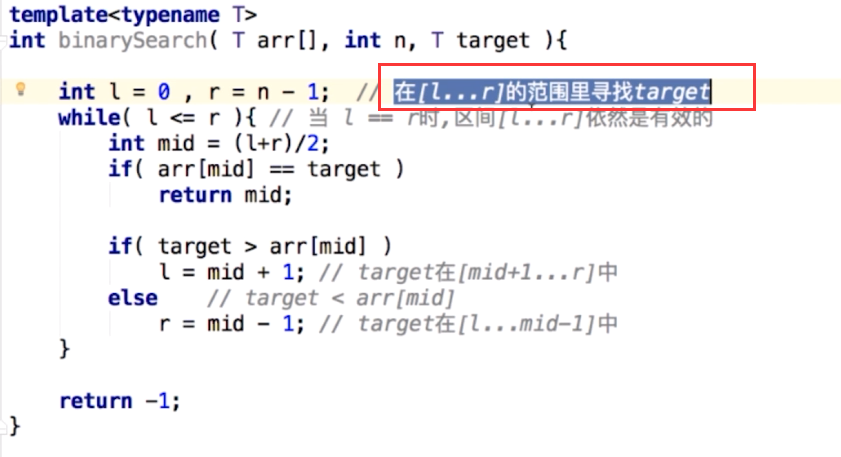 template<typename T>
int binarySearch( T arr[], int n, T target ){
int l = 0 , r = n - 1; // 在[l...r]的范围里寻找target
while( l <= r ){ // 当 l == r时,区间[l...r]依然是有效的
int mid = (l+r)/2;
if( arr[mid] == target )
return mid;
if( target > arr[mid] )
l = mid + 1; // target在[mid+1...r]中
else // target < arr[mid]
r = mid - 1; // target在[l...mid-1]中
}
return -1;
}